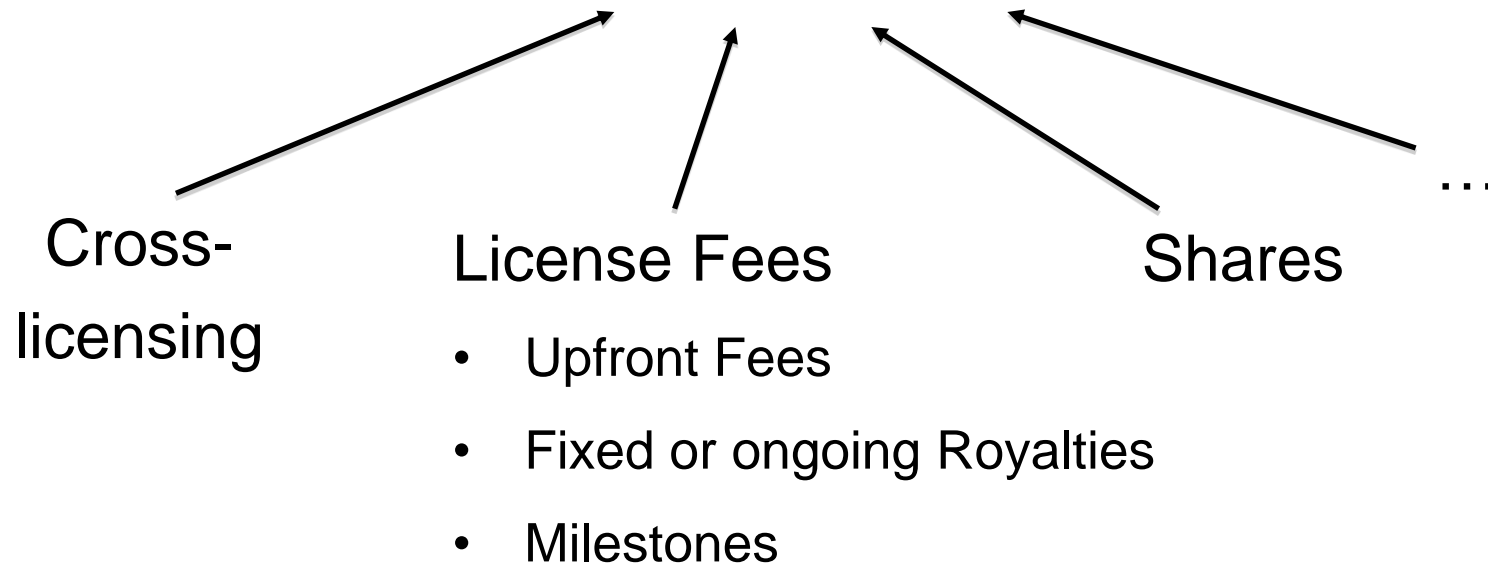 …
Cross-
licensing
License Fees
• Upfront Fees
• Fixed or ongoing Royalties
• Milestones
Shares